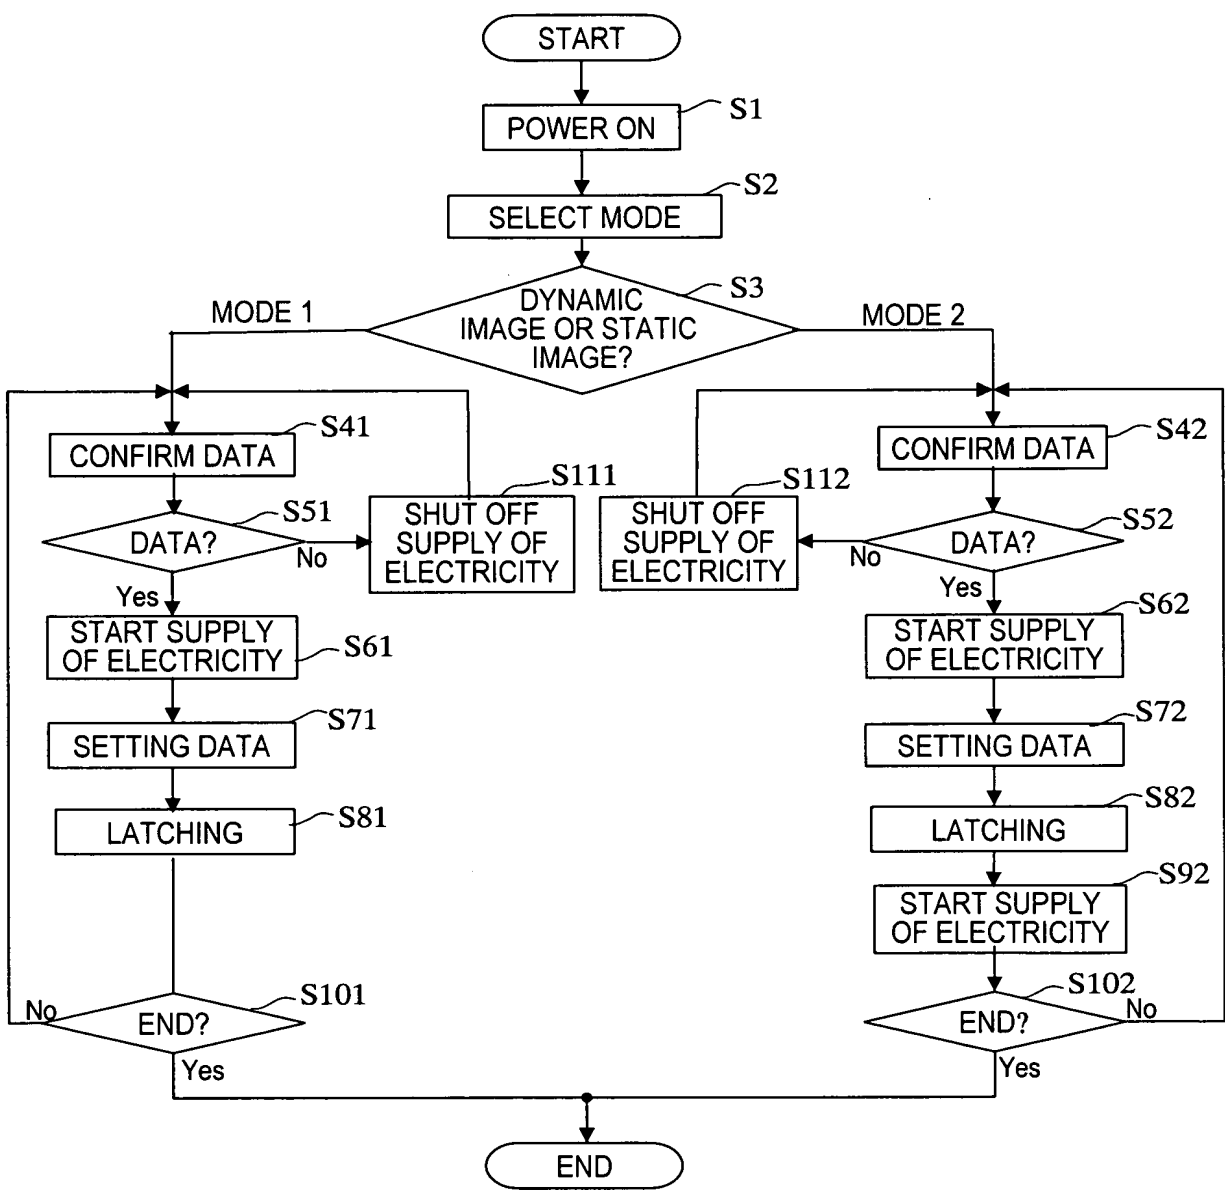 START
POWER ON
S1
SELECT MODE
S2
DYNAMIC
IMAGE OR STATIC
IMAGE?
S3
MODE 1
MODE 2
CONFIRM DATA
S41
DATA?
S51
No
SHUT OFF
SUPPLY OF
ELECTRICITY
S111
Yes
START SUPPLY
OF ELECTRICITY
S61
SETTING DATA
S71
LATCHING
S81
END?
S101
No
Yes
CONFIRM DATA
S42
DATA?
S52
No
SHUT OFF
SUPPLY OF
ELECTRICITY
S112
Yes
START SUPPLY
OF ELECTRICITY
S62
SETTING DATA
S72
LATCHING
S82
START SUPPLY
OF ELECTRICITY
S92
END?
S102
No
Yes
END